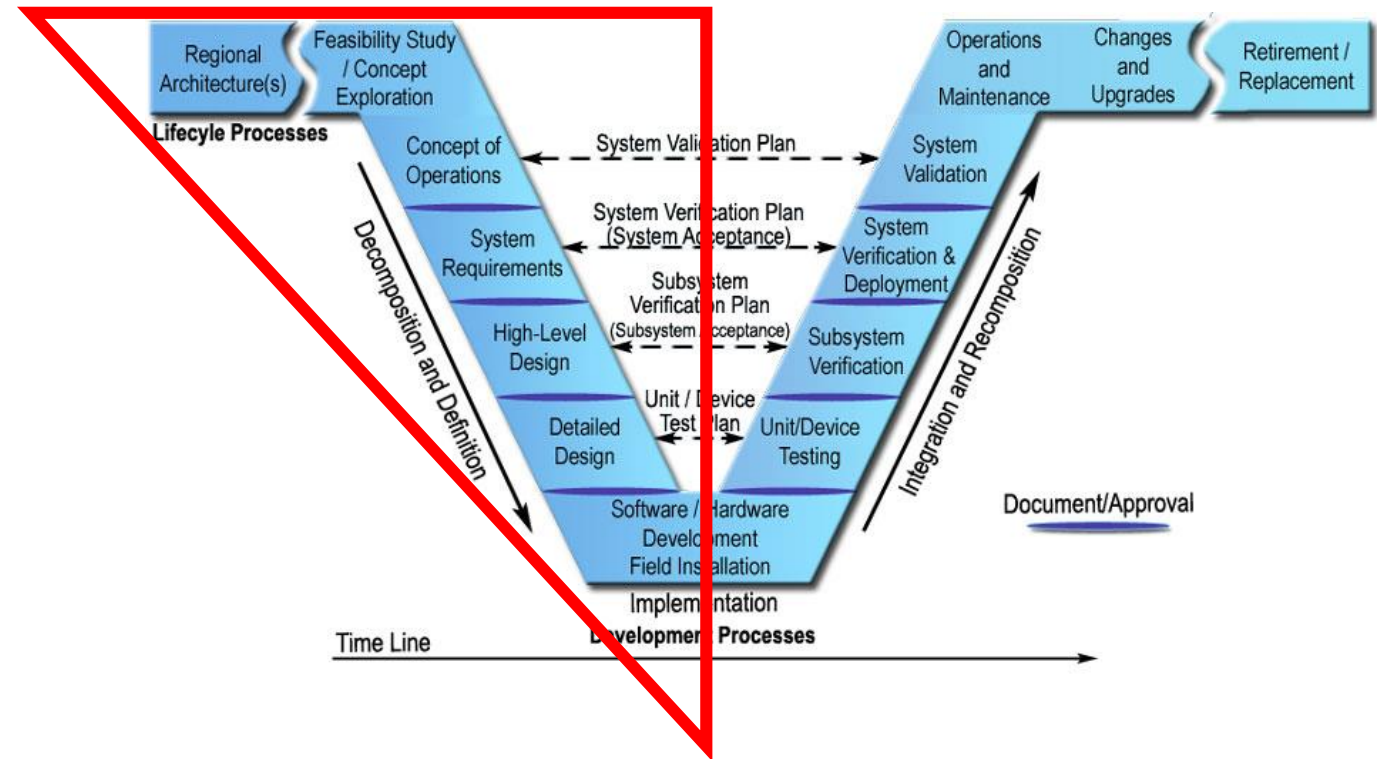 Regional
Architecture(s)
Feasibility Study
/ Concept
Exploration
Operations
and
Maintenance
Changes
and
Upgrades
Retirement /
Replacement
Lifecyle Processes
Concept of
Operations
System Validation Plan
System
Validation
System Verification Plan
(System Acceptance)
System
Requirements
System
Verification &
Deployment
Subsystem
Verification Plan
(Subsystem Acceptance)
High-Level
Design
Subsystem
Verification
Unit / Device
Test Plan
Detailed
Design
Unit/Device
Testing
Decomposition and Definition
Integration and Recomposition
Software / Hardware
Development
Field Installation
Document/Approval
Implementation
Development Processes
Time Line